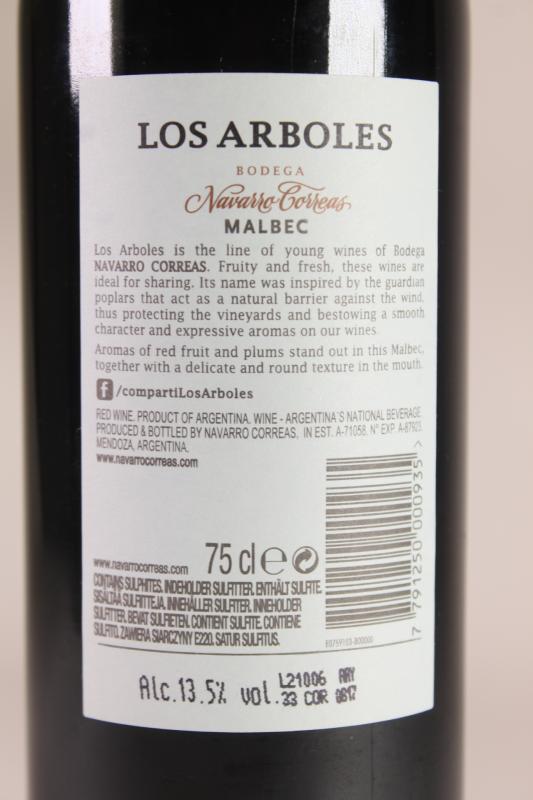 LOS ARBOLES
BODEGA
Navarro Correas
MALBEC
Los Arboles is the line of young wines of Bodega
NAVARRO CORREAS. Fruity and fresh, these wines are
ideal for sharing. Its name was inspired by the guardian
poplars that act as a natural barrier against the wind,
thus protecting the vineyards and bestowing a smooth
character and expressive aromas on our wines.
Aromas of red fruit and plums stand out in this Malbec,
together with a delicate and round texture in the mouth.
f /compartiLosArboles
RED WINE. PRODUCT OF ARGENTINA. WINE - ARGENTINA´S NATIONAL BEVERAGE.
PRODUCED & BOTTLED BY NAVARRO CORREAS, IN EST. A-71058, N° EXP. A-87923,
MENDOZA, ARGENTINA.
www.navarrocorreas.com
7 791250 000935 >
www.navarrocorreas.com 75 cl e
CONTAINS SULPHITES. INDEHOLDER SULFITTER. ENTHÄLT SULFITE.
SISÄLTÄÄ SULFIITTEJA. INNEHÅLLER SULFITER. INNEHOLDER
SULFITTER. BEVAT SULFIETEN. CONTIENT SULFITE. CONTIENE
SULFITO. ZAWIERA SIARCZYNY E220. SATUR SULFITUS.
Alc.13.5% vol.
L21006 ARY
33 COR 0817